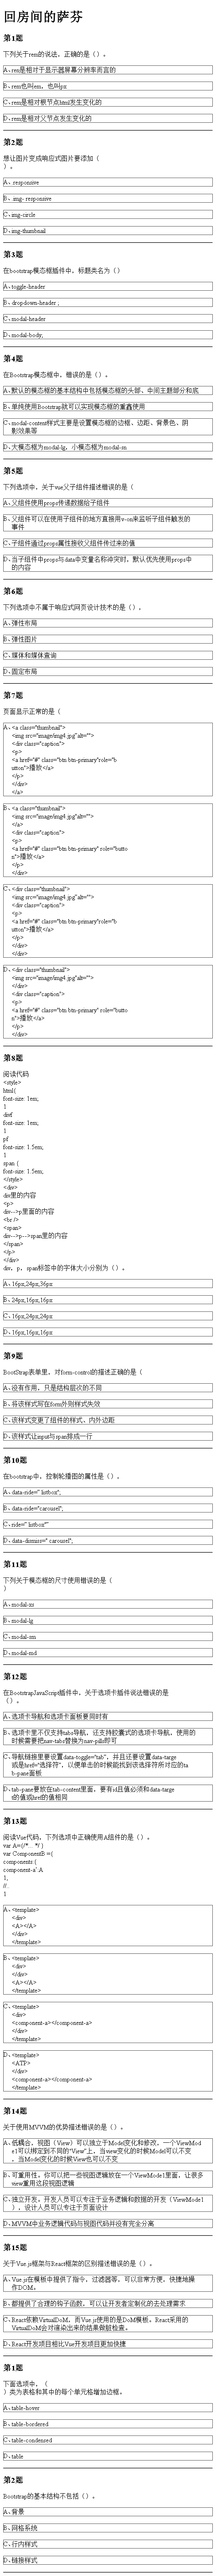 回房间的萨芬
第1题
下列关于rem的说法，正确的是（）。
A、rem是相对于显示器屏幕分辨率而言的
B、rem也叫em，也叫px
C、rem是相对根节点html发生变化的
D、rem是相对父节点发生变化的
第2题
想让图片变成响应式图片要添加（
）。
A、.responsive
B、.img- responsive
C、img-circle
D、img-thumbnail
第3题
在bootstrap模态框插件中，标题类名为（）
A、toggle-header
B、dropdown-header ;
C、modal-header
D、modal-body;
第4题
在Bootstrap模态框中，错误的是（）。
A、默认的模态框的基本结构中包括模态框的头部、中间主题部分和底
B、单纯使用Bootstrap就可以实现模态框的重叠使用
C、modal-content样式主要是设置模态框的边框、边距、背景色、阴
影效果等
D、大模态框为modal-lg，小模态框为modal-sm
第5题
下列选项中，关于vue父子组件描述错误的是（
A、父组件使用props传递数据给子组件
B、父组件可以在使用子组件的地方直接用v-on来监听子组件触发的
事件
C、子组件通过props属性接收父组件传过来的值
D、当子组件中props与data中变量名称冲突时，默认优先使用props中
的内容
第6题
下列选项中不属于响应式网页设计技术的是（）。
A、弹性布局
B、弹性图片
C、媒体和媒体查询
D、固定布局
第7题
页面显示正常的是（
A、<a class="thumbnail">
<img src="image/img4.jpg"alt="">
<div class="caption">
<p>
<a href="#" class="btn btn-primary"role="b
utton">播放</a>
</p>
</div>
</a>
B、<a class="thumbnail">
<img src="image/img4.jpg"alt="">
</a>
<div class="caption">
<p>
<a href="#" class="btn btn-primary" role="butto
n">播放</a>
</p>
</div>
C、<div class="thumbnail">
<img src="image/img4.jpg"alt="">
<div class="caption">
<p>
<a href="#" class="btn btn-primary"role="b
utton">播放</a>
</p>
</div>
</div>
D、<div class="thumbnail">
<img src="image/img4.jpg"alt="">
</div>
<div class="caption">
<p>
<a href="#" class="btn btn-primary" role="butto
n">播放</a>
</p>
</div>
第8题
阅读代码
<style>
html{
font-size: 1em;
}
divf
font-size: 1em;
}
pf
font-size: 1.5em;
}
span {
font-size: 1.5em;
</style>
<div>
div里的内容
<p>
div-->p里面的内容
<br />
<span>
div-->p-->span里的内容
</span>
</p>
</div>
div，p，span标签中的字体大小分别为（）。
A、16px,24px,36px
B、24px,16px,16px
C、16px,24px,24px
D、16px,16px,16px
第9题
BootStrap表单里，对form-control的描述正确的是（
A、没有作用，只是结构层次的不同
B、将该样式写在form外则样式失效
C、该样式变更了组件的样式、内外边距
D、该样式让input与span排成一行
第10题
在bootstrap中，控制轮播图的属性是（）。
A、data-ride=" listbox";
B、data-ride="carousel";
C、ride=" listbox""
D、data-dismiss=" carousel";
第11题
下列关于模态框的尺寸使用错误的是（
）
A、modal-xs
B、modal-lg
C、modal-sm
D、modal-md
第12题
在BootstrapJavaScript插件中，关于选项卡插件说法错误的是
（）。
A、选项卡导航和选项卡面板要同时有
B、选项卡里不仅支持tabs导航，还支持胶囊式的选项卡导航，使用的
时候需要把nav-tabs替换为nav-pills即可
C、导航链接里要设置data-toggle="tab"，并且还要设置data-targe
或是href="选择符"，以便单击的时候能找到该选择符所对应的ta
b-pane面板
D、tab-pane要放在tab-content里面，要有id且值必须和data-targe
t的值或href的值相同
第13题
阅读Vue代码，下列选项中正确使用A组件的是（）。
var A={/*... */ }
var ComponentB ={
components:{
component-a':A
},
//..
}
A、<template>
<div>
<A></A>
</div>
</template>
B、<template>
<div>
</div>
<A></A>
</template>
C、<template>
<div>
<component-a></component-a>
</div>
</template>
D、<template>
<ATP>
</div>
<component-a></component-a>
</template>
第14题
关于使用MVVM的优势描述错误的是（）。
A、低耦合，视图（View）可以独立于Model变化和修改，一个ViewMod
el可以绑定到不同的"View"上，当view变化的时候Model可以不变
，当Model变化的时候View也可以不变
B、可重用性，你可以把一些视图逻辑放在一个ViewModel里面，让很多
view重用这段视图逻辑
C、独立开发，开发人员可以专注于业务逻辑和数据的开发（ViewModel
），设计人员可以专注于页面设计
D、MVVM中业务逻辑代码与视图代码并没有完全分离
第15题
关于Vue.js框架与React框架的区别描述错误的是（）。
A、Vue.js在模板中提供了指令，过滤器等，可以非常方便，快捷地操
作DOM。
B、都提供了合理的钩子函数，可以让开发者定制化的去处理需求
C、React依赖VirtualDOM，而Vue.js使用的是DoM模板。React采用的
VirtualDOM会对渲染出来的结果做脏检查。
D、React开发项目相比Vue开发项目更加快捷
第1题
下面选项中，（
）类为表格和其中的每个单元格增加边框。
A、table-hover
B、table-bordered
C、table-condensed
D、table
第2题
Bootstrap的基本结构不包括（）。
A、背景
B、网格系统
C、行内样式
D、链接样式